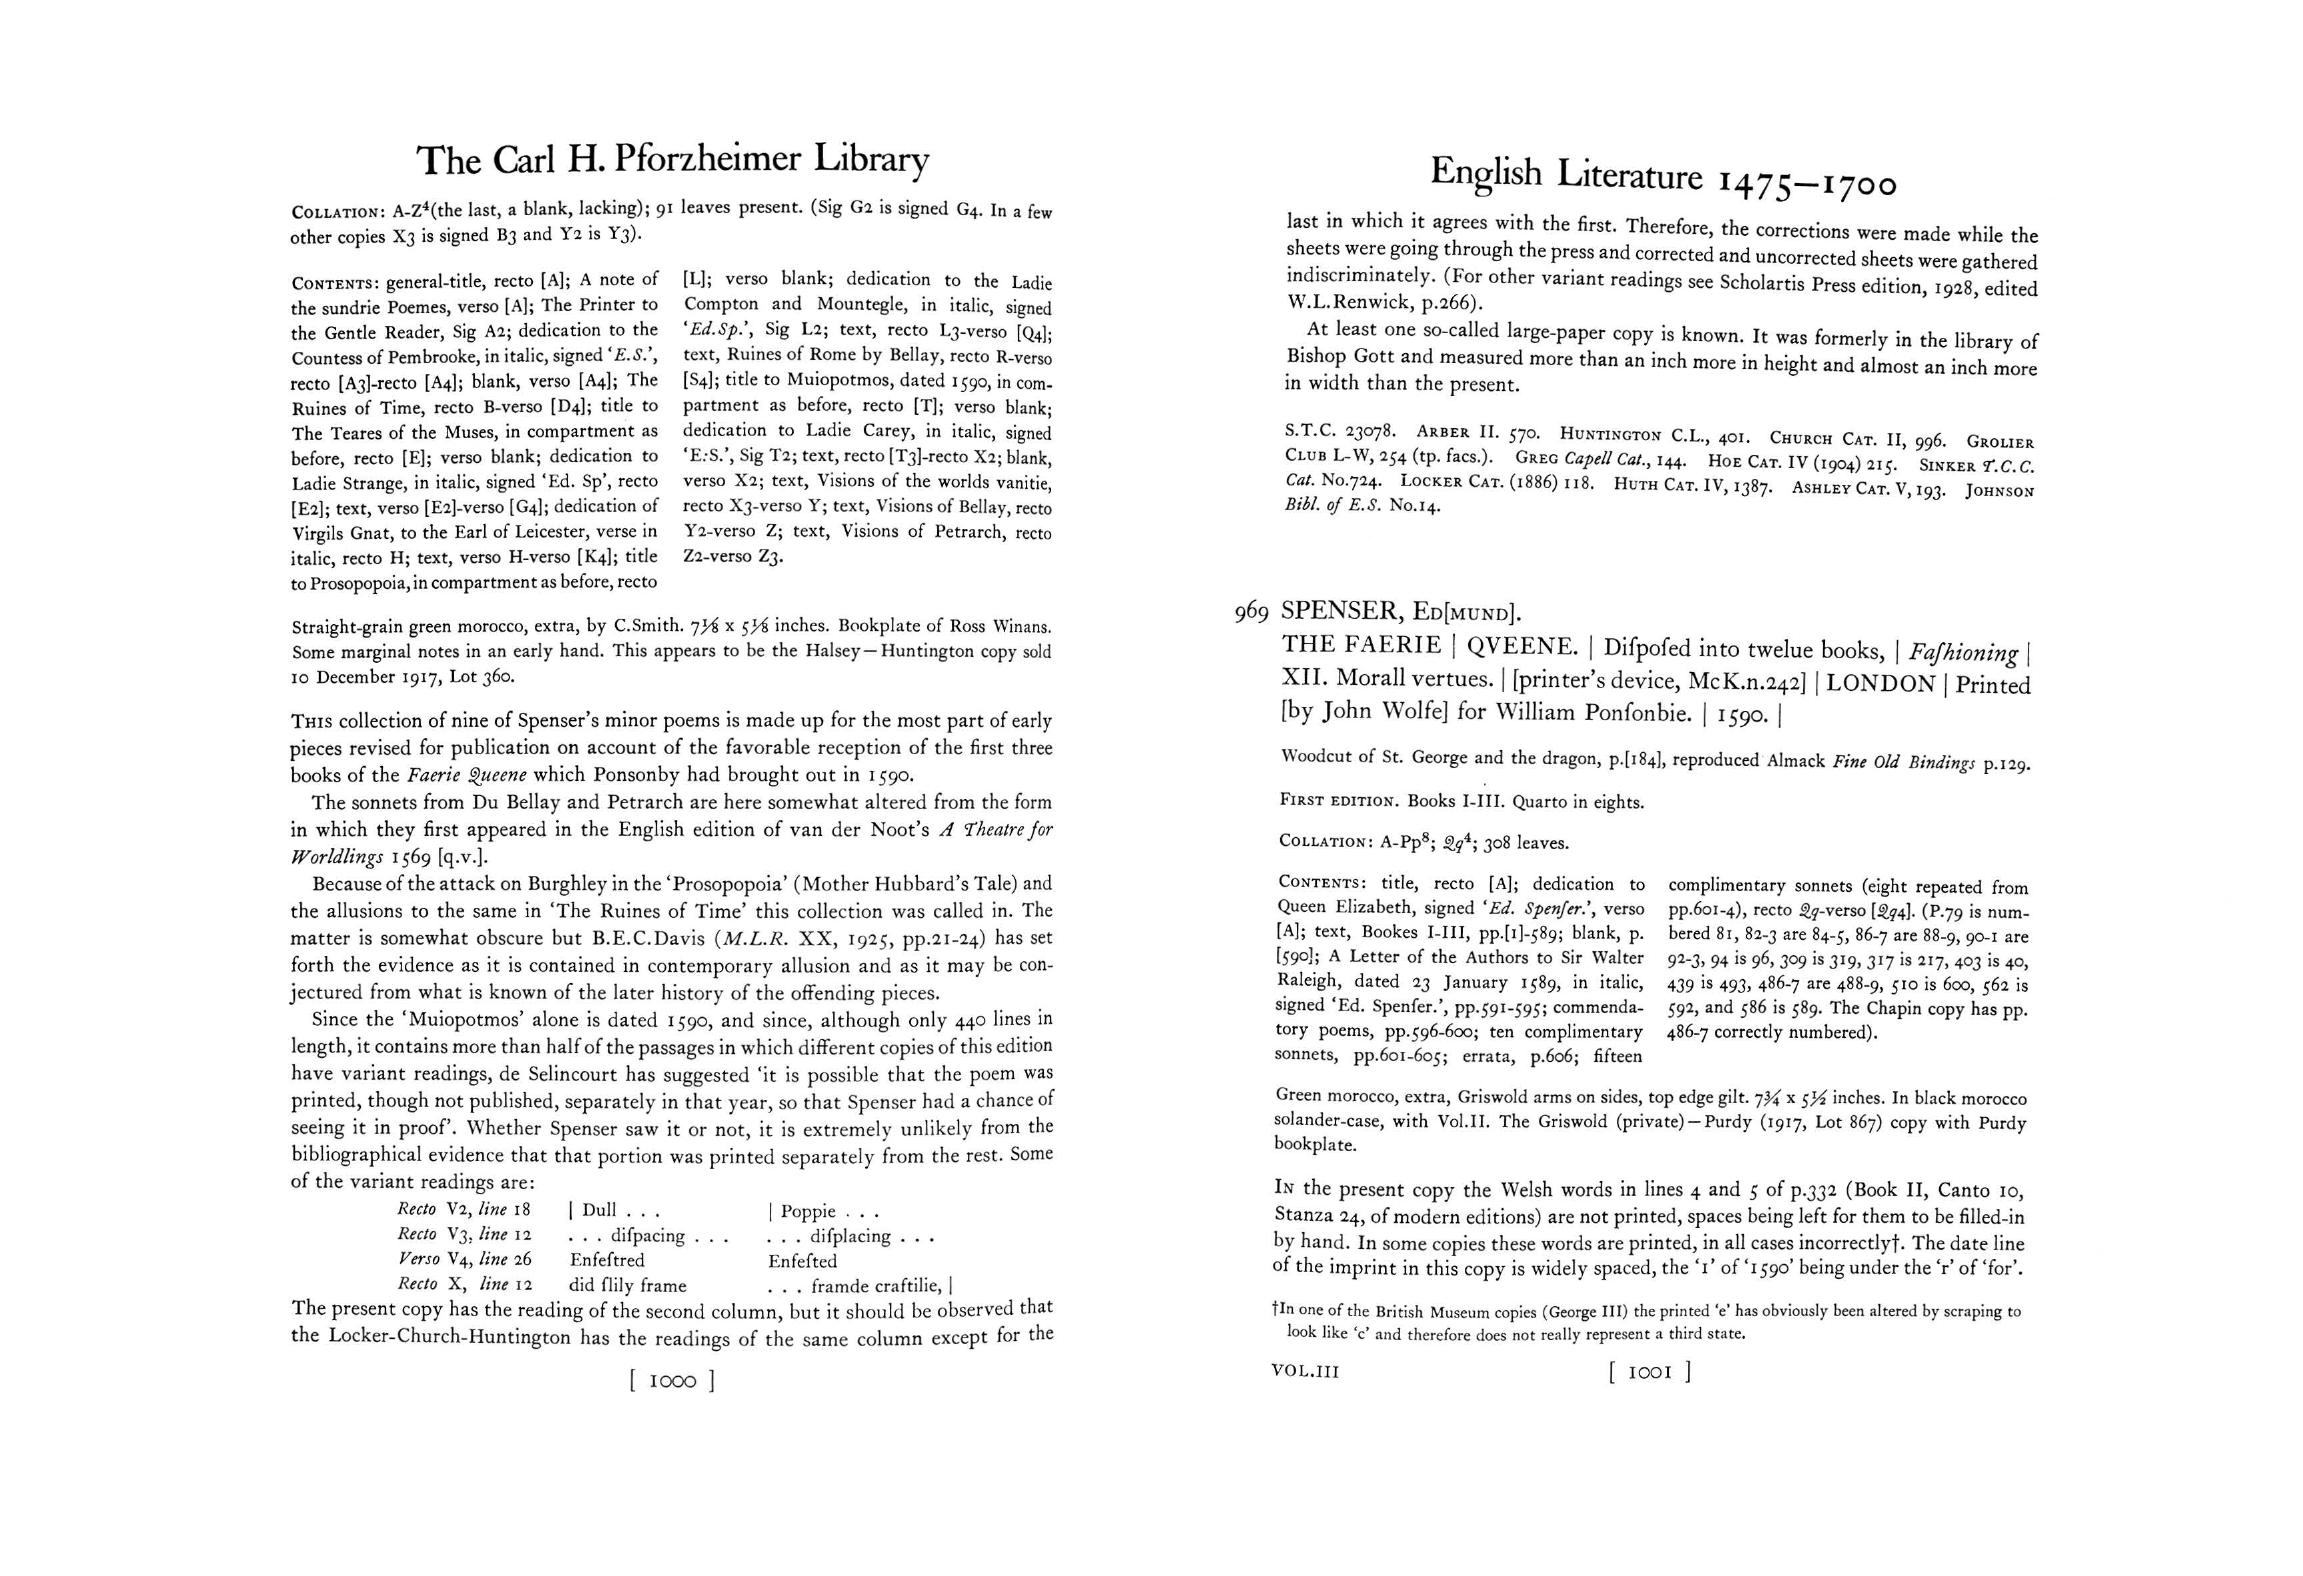 The Carl H. Pforzheimer Library
COLLATION: A-Z⁴(the last, a blank, lacking); 91 leaves present. (Sig G2 is signed G4. In a few
other copies X3 is signed B3 and Y2 is Y3).
CONTENTS: general-title, recto [A]; A note of
the sundrie Poemes, verso [A]; The Printer to
the Gentle Reader, Sig A2; dedication to the
Countess of Pembrooke, in italic, signed ‘E.S.’,
recto [A3]-recto [A4]; blank, verso [A4]; The
Ruines of Time, recto B-verso [D4]; title to
The Teares of the Muses, in compartment as
before, recto [E]; verso blank; dedication to
Ladie Strange, in italic, signed ‘Ed. Sp’, recto
[E2]; text, verso [E2]-verso [G4]; dedication of
Virgils Gnat, to the Earl of Leicester, verse in
italic, recto H; text, verso H-verso [K4]; title
to Prosopopoia, in compartment as before, recto
[L]; verso blank; dedication to the Ladie
Compton and Mountegle, in italic, signed
‘Ed.Sp.’, Sig L2; text, recto L3-verso [Q4];
text, Ruines of Rome by Bellay, recto R-verso
[S4]; title to Muiopotmos, dated 1590, in com-
partment as before, recto [T]; verso blank;
dedication to Ladie Carey, in italic, signed
‘E:S.’, Sig T2; text, recto [T3]-recto X2; blank,
verso X2; text, Visions of the worlds vanitie,
recto X3-verso Y; text, Visions of Bellay, recto
Y2-verso Z; text, Visions of Petrarch, recto
Z2-verso Z3.
Straight-grain green morocco, extra, by C.Smith. 7⅛ x 5⅛ inches. Bookplate of Ross Winans.
Some marginal notes in an early hand. This appears to be the Halsey—Huntington copy sold
10 December 1917, Lot 360.
THIS collection of nine of Spenser’s minor poems is made up for the most part of early
pieces revised for publication on account of the favorable reception of the first three
books of the Faerie Queene which Ponsonby had brought out in 1590.
The sonnets from Du Bellay and Petrarch are here somewhat altered from the form
in which they first appeared in the English edition of van der Noot’s A Theatre for
Worldlings 1569 [q.v.].
Because of the attack on Burghley in the ‘Prosopopoia’ (Mother Hubbard’s Tale) and
the allusions to the same in ‘The Ruines of Time’ this collection was called in. The
matter is somewhat obscure but B.E.C.Davis (M.L.R. XX, 1925, pp.21-24) has set
forth the evidence as it is contained in contemporary allusion and as it may be con-
jectured from what is known of the later history of the offending pieces.
Since the ‘Muiopotmos’ alone is dated 1590, and since, although only 440 lines in
length, it contains more than half of the passages in which different copies of this edition
have variant readings, de Selincourt has suggested ‘it is possible that the poem was
printed, though not published, separately in that year, so that Spenser had a chance of
seeing it in proof’. Whether Spenser saw it or not, it is extremely unlikely from the
bibliographical evidence that that portion was printed separately from the rest. Some
of the variant readings are:
Recto V2, line 18 | Dull . . . | Poppie . . .
Recto V3, line 12 . . . diſpacing . . . . . . diſplacing . . .
Verso V4, line 26 Enfeſtred Enfeſted
Recto X, line 12 did ſlily frame . . . framde craftilie, |
The present copy has the reading of the second column, but it should be observed that
the Locker-Church-Huntington has the readings of the same column except for the
[ 1000 ]
English Literature 1475—1700
last in which it agrees with the first. Therefore, the corrections were made while the
sheets were going through the press and corrected and uncorrected sheets were gathered
indiscriminately. (For other variant readings see Scholartis Press edition, 1928, edited
W.L.Renwick, p.266).
At least one so-called large-paper copy is known. It was formerly in the library of
Bishop Gott and measured more than an inch more in height and almost an inch more
in width than the present.
S.T.C. 23078. ARBER II. 570. HUNTINGTON C.L., 401. CHURCH CAT. II, 996. GROLIER
CLUB L-W, 254 (tp. facs.). GREG Capell Cat., 144. HOE CAT. IV (1904) 215. SINKER T.C.C.
Cat. No.724. LOCKER CAT. (1886) 118. HUTH CAT. IV, 1387. ASHLEY CAT. V, 193. JOHNSON
Bibl. of E.S. No.14.
969 SPENSER, ED[MUND].
THE FAERIE | QVEENE. | Diſpoſed into twelue books, | Faſhioning |
XII. Morall vertues. | [printer’s device, McK.n.242] | LONDON | Printed
[by John Wolfe] for William Ponſonbie. | 1590. |
Woodcut of St. George and the dragon, p.[184], reproduced Almack Fine Old Bindings p.129.
FIRST EDITION. Books I-III. Quarto in eights.
COLLATION: A-Pp⁸; Qq⁴; 308 leaves.
CONTENTS: title, recto [A]; dedication to
Queen Elizabeth, signed ‘Ed. Spenſer.’, verso
[A]; text, Bookes I-III, pp.[1]-589; blank, p.
[590]; A Letter of the Authors to Sir Walter
Raleigh, dated 23 January 1589, in italic,
signed ‘Ed. Spenſer.’, pp.591-595; commenda-
tory poems, pp.596-600; ten complimentary
sonnets, pp.601-605; errata, p.606; fifteen
complimentary sonnets (eight repeated from
pp.601-4), recto Qq-verso [Qq4]. (P.79 is num-
bered 81, 82-3 are 84-5, 86-7 are 88-9, 90-1 are
92-3, 94 is 96, 309 is 319, 317 is 217, 403 is 40,
439 is 493, 486-7 are 488-9, 510 is 600, 562 is
592, and 586 is 589. The Chapin copy has pp.
486-7 correctly numbered).
Green morocco, extra, Griswold arms on sides, top edge gilt. 7¾ x 5½ inches. In black morocco
solander-case, with Vol.II. The Griswold (private)—Purdy (1917, Lot 867) copy with Purdy
bookplate.
IN the present copy the Welsh words in lines 4 and 5 of p.332 (Book II, Canto 10,
Stanza 24, of modern editions) are not printed, spaces being left for them to be filled-in
by hand. In some copies these words are printed, in all cases incorrectly†. The date line
of the imprint in this copy is widely spaced, the ‘1’ of ‘1590’ being under the ‘r’ of ‘for’.
†In one of the British Museum copies (George III) the printed ‘e’ has obviously been altered by scraping to
look like ‘c’ and therefore does not really represent a third state.
VOL.III [ 1001 ]